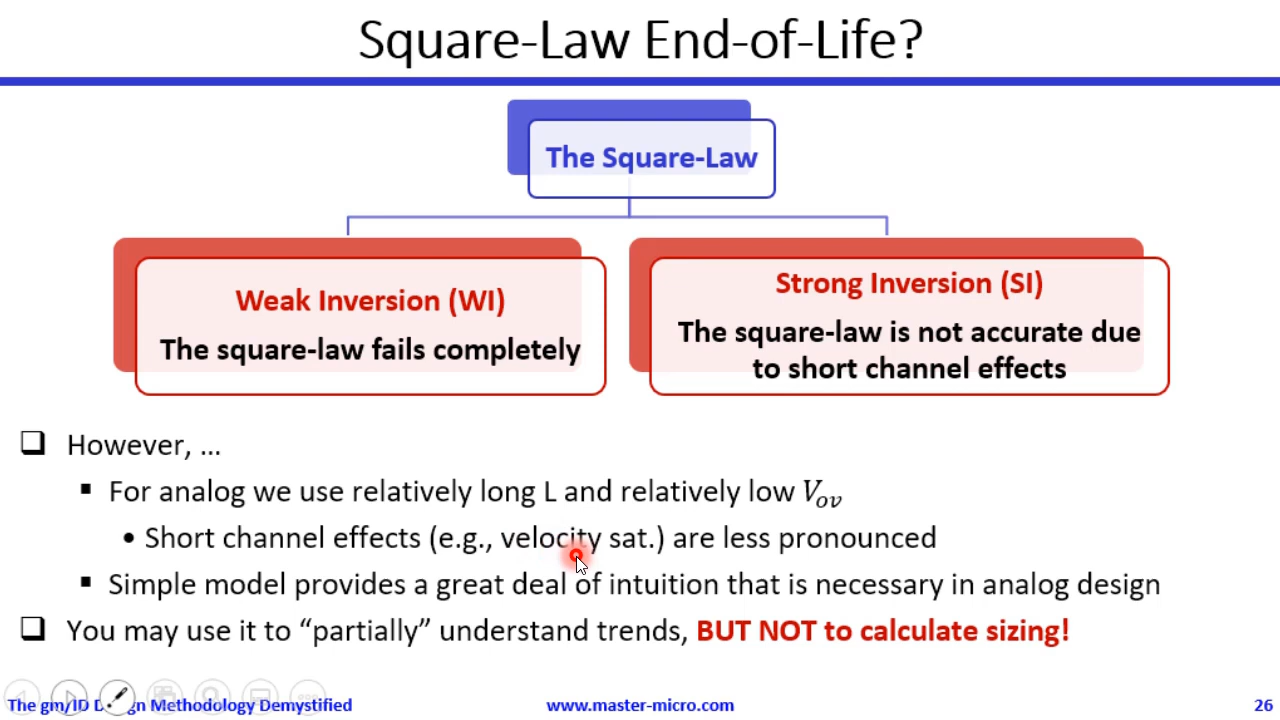 Square-Law End-of-Life?
The Square-Law
Weak Inversion (WI)
The square-law fails completely
Strong Inversion (SI)
The square-law is not accurate due
to short channel effects
However, …
For analog we use relatively long L and relatively low Vov
Short channel effects (e.g., velocity sat.) are less pronounced
Simple model provides a great deal of intuition that is necessary in analog design
You may use it to “partially” understand trends, BUT NOT to calculate sizing!
The gm/ID Methodology Demystified
www.master-micro.com
26